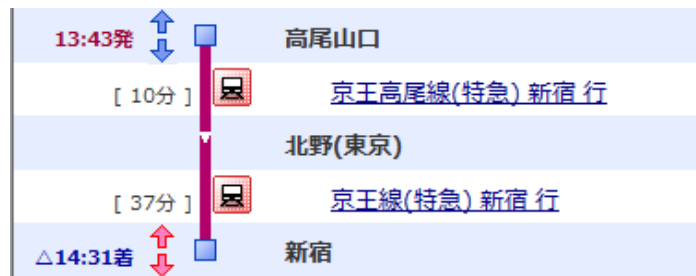 13:43発 高尾山口
[ 10分 ] 京王高尾線(特急) 新宿 行
北野(東京)
[ 37分 ] 京王線(特急) 新宿 行
△14:31着 新宿